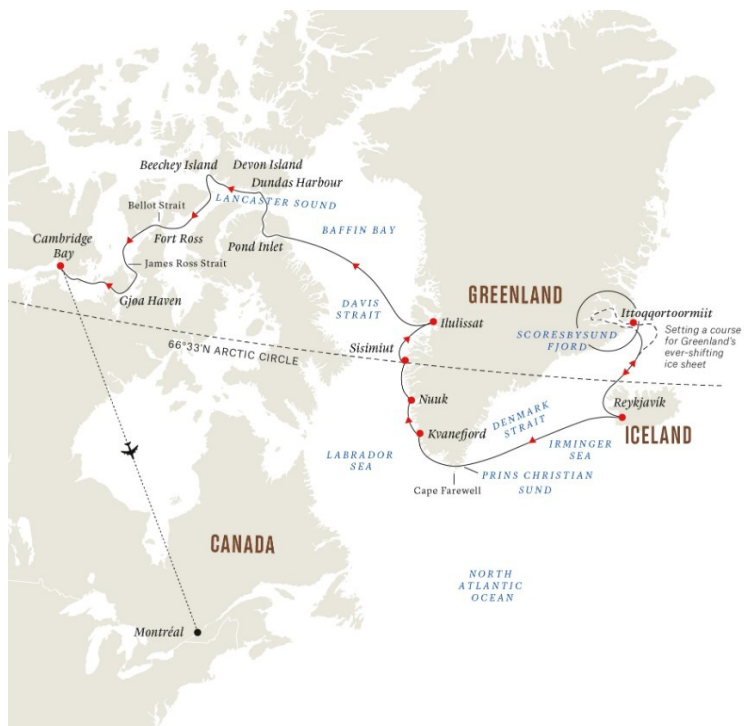 Beechey Island
Devon Island
Dundas Harbour
Bellot Strait
LANCASTER SOUND
Cambridge
Bay
Fort Ross
Pond Inlet
BAFFIN BAY
James Ross Strait
Gjøa Haven
DAVIS
STRAIT
GREENLAND
Ilulissat
Ittoqqortoormiit
SCORESBYSUND
FJORD
Setting a course
for Greenland's
ever-shifting
ice sheet
66°33'N ARCTIC CIRCLE
Sisimiut
Nuuk
Reykjavík
DENMARK
STRAIT
Kvanefjord
IRMINGER
SEA
ICELAND
LABRADOR
SEA
PRINS CHRISTIAN
SUND
Cape Farewell
CANADA
NORTH
ATLANTIC
OCEAN
Montréal